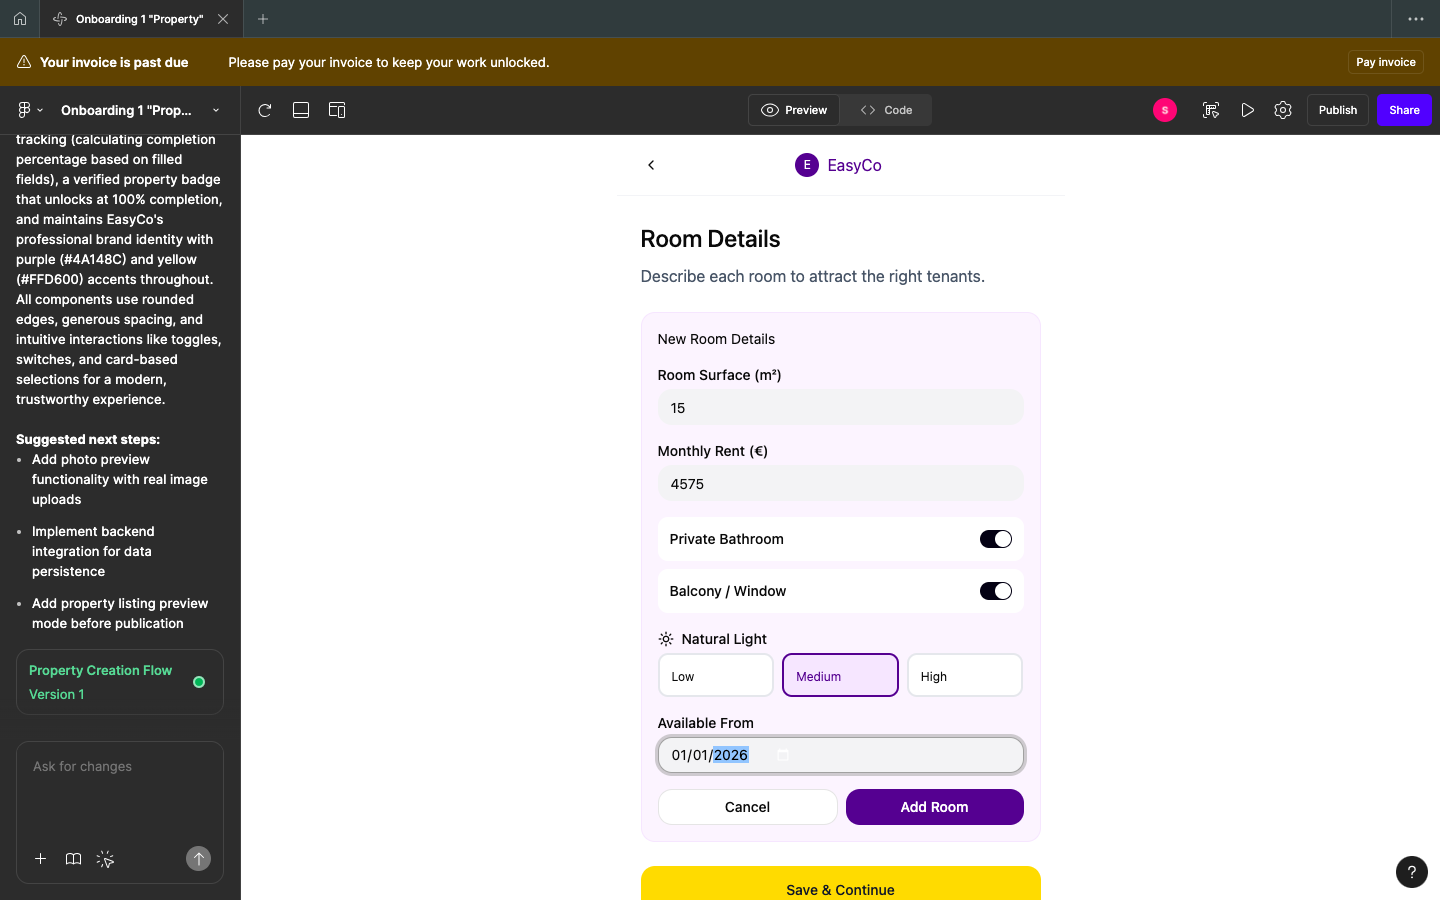 Onboarding 1 "Property"
Your invoice is past due
Please pay your invoice to keep your work unlocked.
Pay invoice
Onboarding 1 "Prop...
Preview
Code
S
Publish
Share
tracking (calculating completion
percentage based on filled
fields), a verified property badge
that unlocks at 100% completion,
and maintains EasyCo's
professional brand identity with
purple (#4A148C) and yellow
(#FFD600) accents throughout.
All components use rounded
edges, generous spacing, and
intuitive interactions like toggles,
switches, and card-based
selections for a modern,
trustworthy experience.
Suggested next steps:
• Add photo preview
functionality with real image
uploads
• Implement backend
integration for data
persistence
• Add property listing preview
mode before publication
Property Creation Flow
Version 1
Ask for changes
E
EasyCo
Room Details
Describe each room to attract the right tenants.
New Room Details
Room Surface (m²)
15
Monthly Rent (€)
4575
Private Bathroom
Balcony / Window
Natural Light
Low
Medium
High
Available From
01/01/2026
Cancel
Add Room
Save & Continue
?